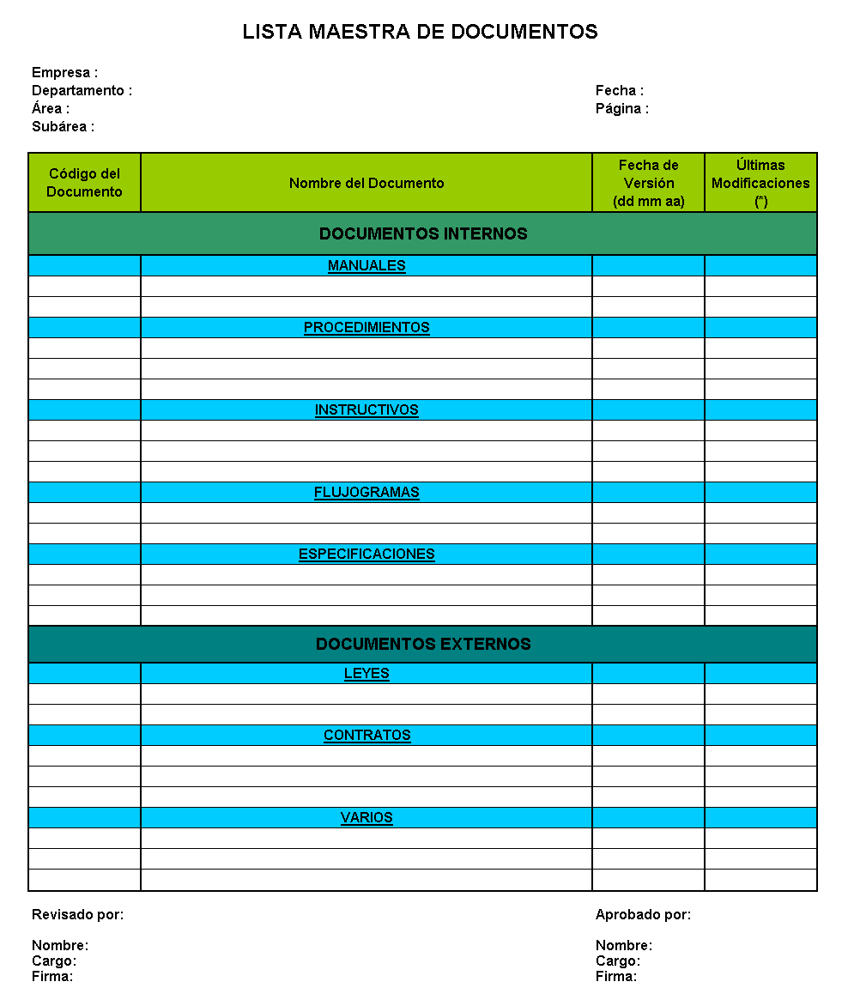 LISTA MAESTRA DE DOCUMENTOS
Empresa :
Departamento :
Fecha :
Área :
Página :
Subárea :
Código del
Documento
Nombre del Documento
Fecha de
Versión
(dd mm aa)
Últimas
Modificaciones
(*)
DOCUMENTOS INTERNOS
MANUALES
PROCEDIMIENTOS
INSTRUCTIVOS
FLUJOGRAMAS
ESPECIFICACIONES
DOCUMENTOS EXTERNOS
LEYES
CONTRATOS
VARIOS
Revisado por:
Aprobado por:
Nombre:
Nombre:
Cargo:
Cargo:
Firma:
Firma: